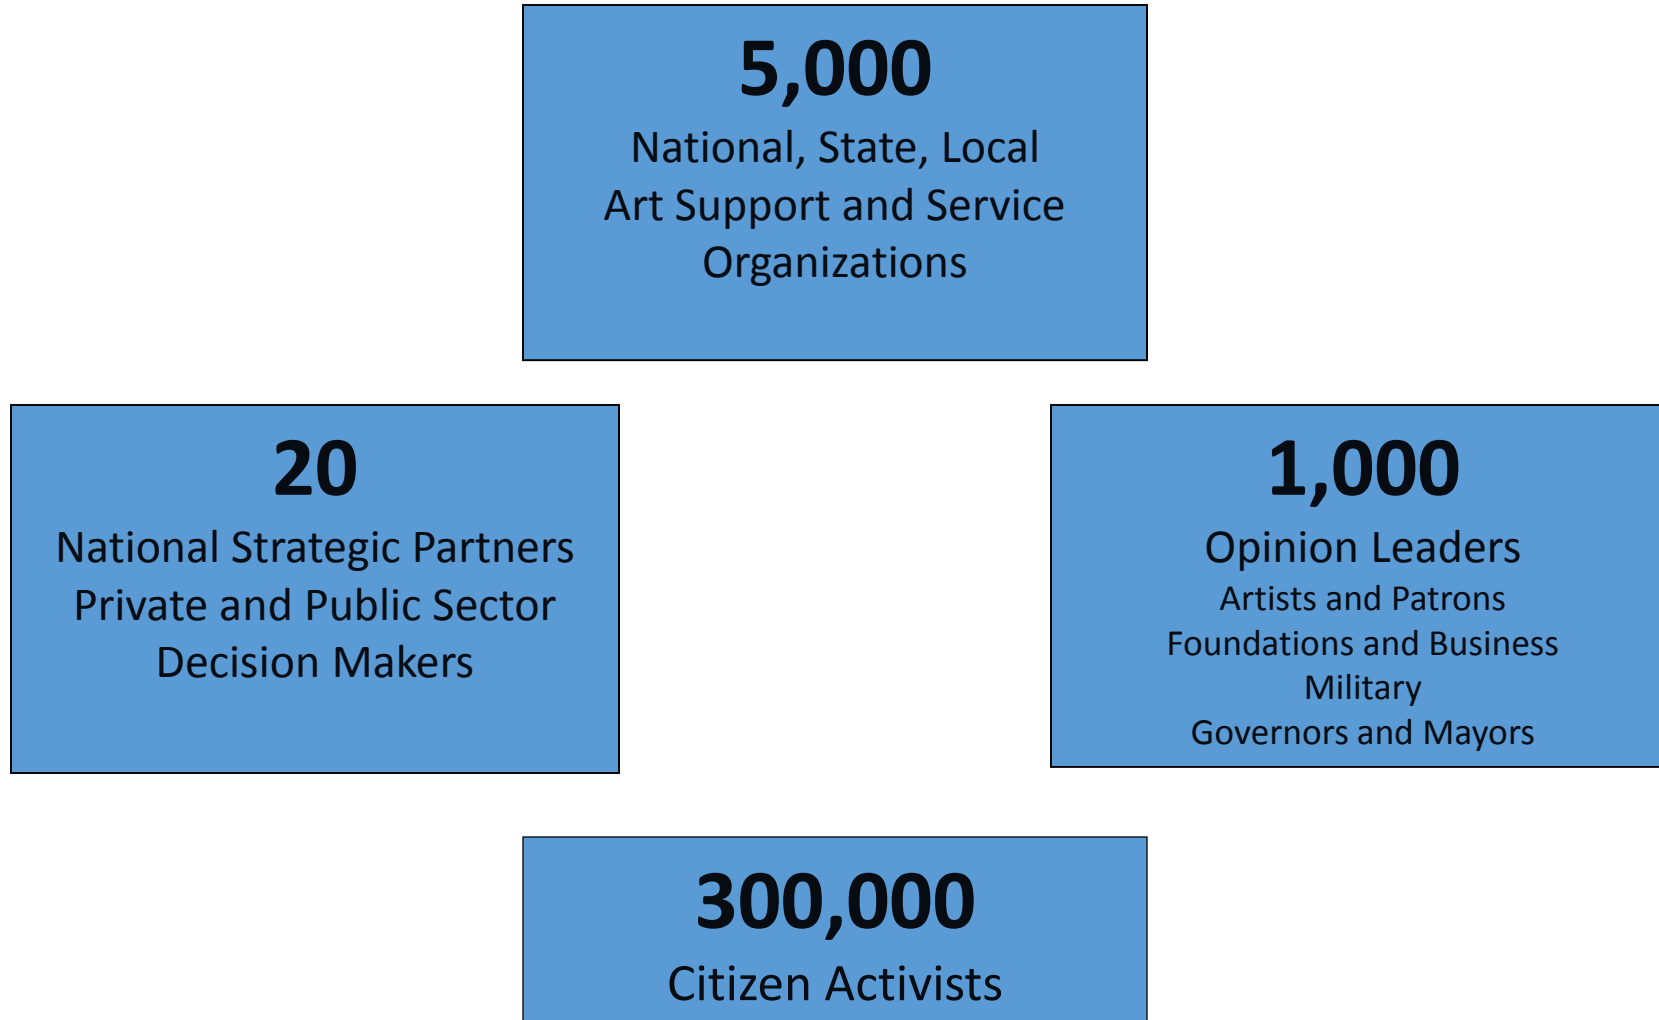 5,000
National, State, Local
Art Support and Service
Organizations
20
National Strategic Partners
Private and Public Sector
Decision Makers
1,000
Opinion Leaders
Artists and Patrons
Foundations and Business
Military
Governors and Mayors
300,000
Citizen Activists